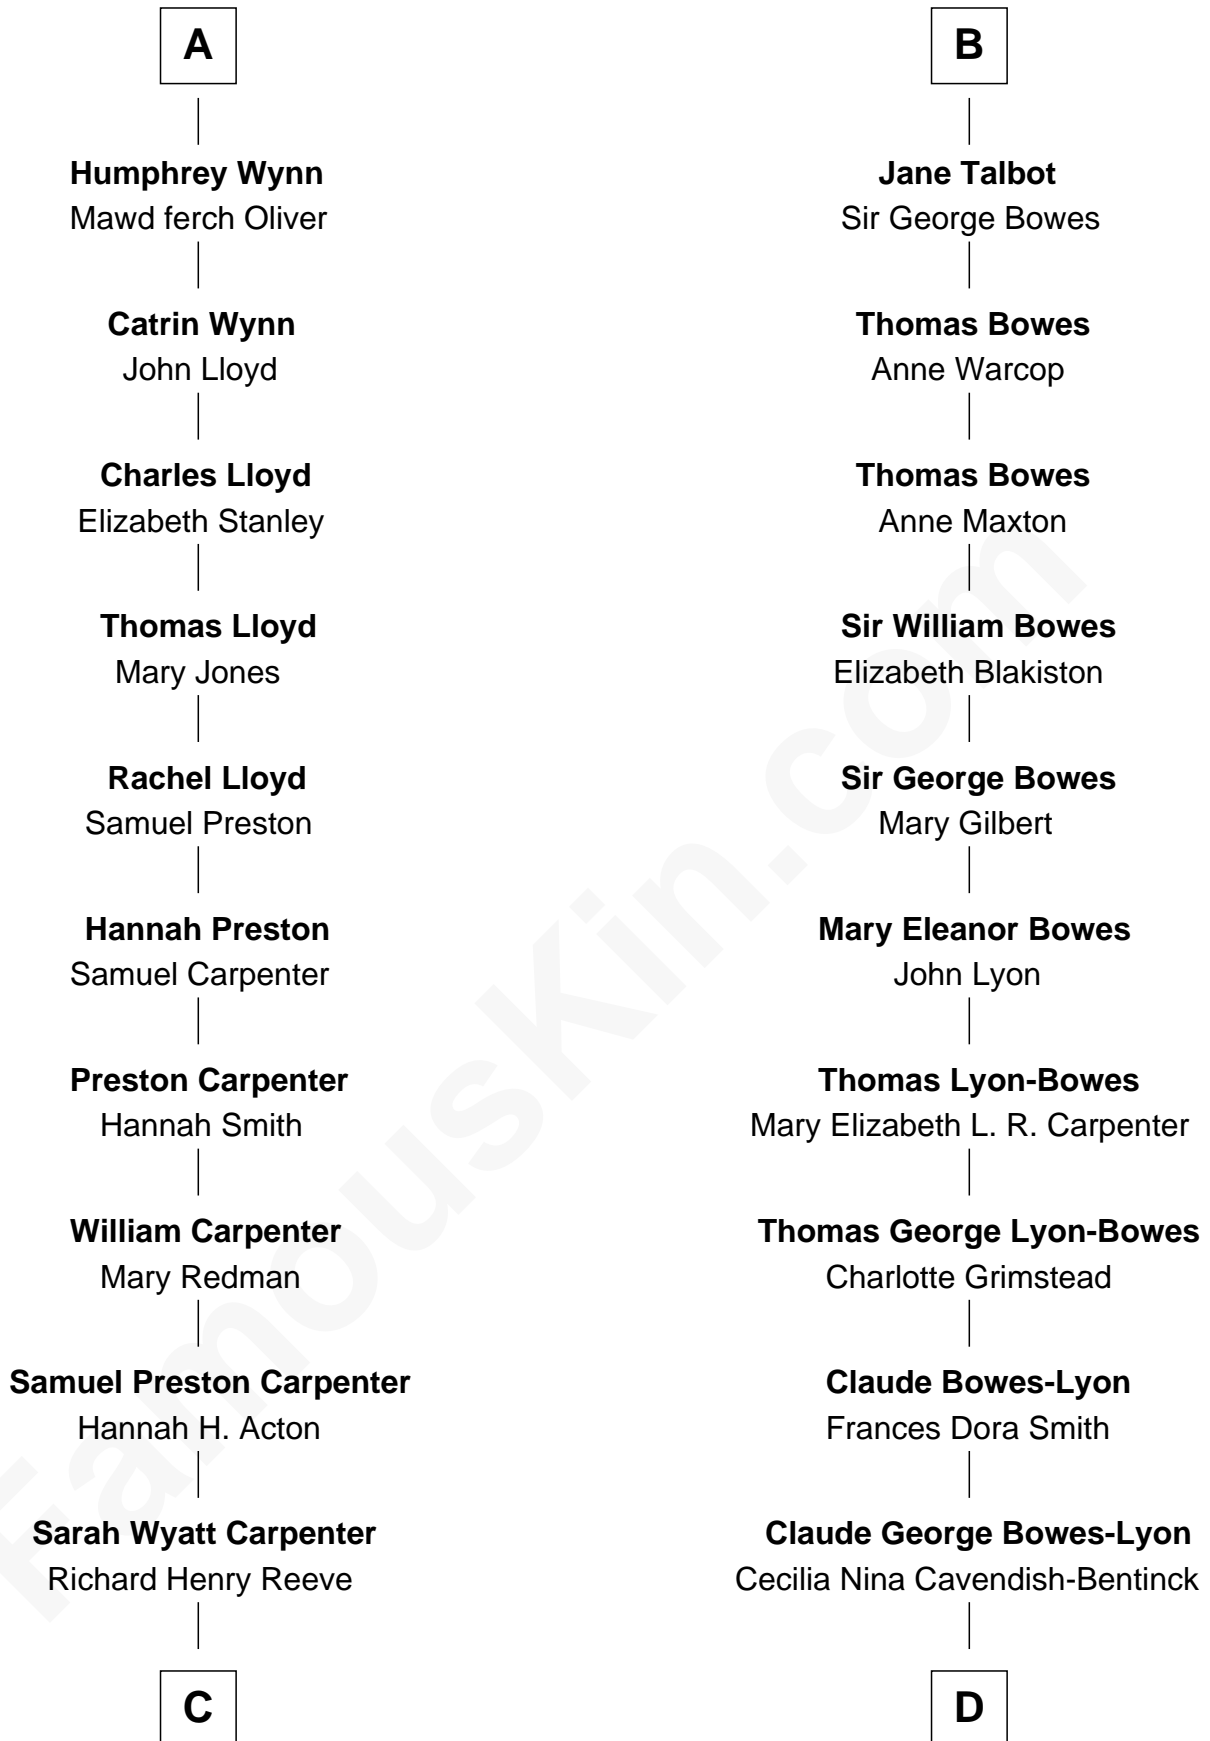 A
Humphrey Wynn
Mawd ferch Oliver
Catrin Wynn
John Lloyd
Charles Lloyd
Elizabeth Stanley
Thomas Lloyd
Mary Jones
Rachel Lloyd
Samuel Preston
Hannah Preston
Samuel Carpenter
Preston Carpenter
Hannah Smith
William Carpenter
Mary Redman
Samuel Preston Carpenter
Hannah H. Acton
Sarah Wyatt Carpenter
Richard Henry Reeve
C
B
Jane Talbot
Sir George Bowes
Thomas Bowes
Anne Warcop
Thomas Bowes
Anne Maxton
Sir William Bowes
Elizabeth Blakiston
Sir George Bowes
Mary Gilbert
Mary Eleanor Bowes
John Lyon
Thomas Lyon-Bowes
Mary Elizabeth L. R. Carpenter
Thomas George Lyon-Bowes
Charlotte Grimstead
Claude Bowes-Lyon
Frances Dora Smith
Claude George Bowes-Lyon
Cecilia Nina Cavendish-Bentinck
D
FamousKin.com